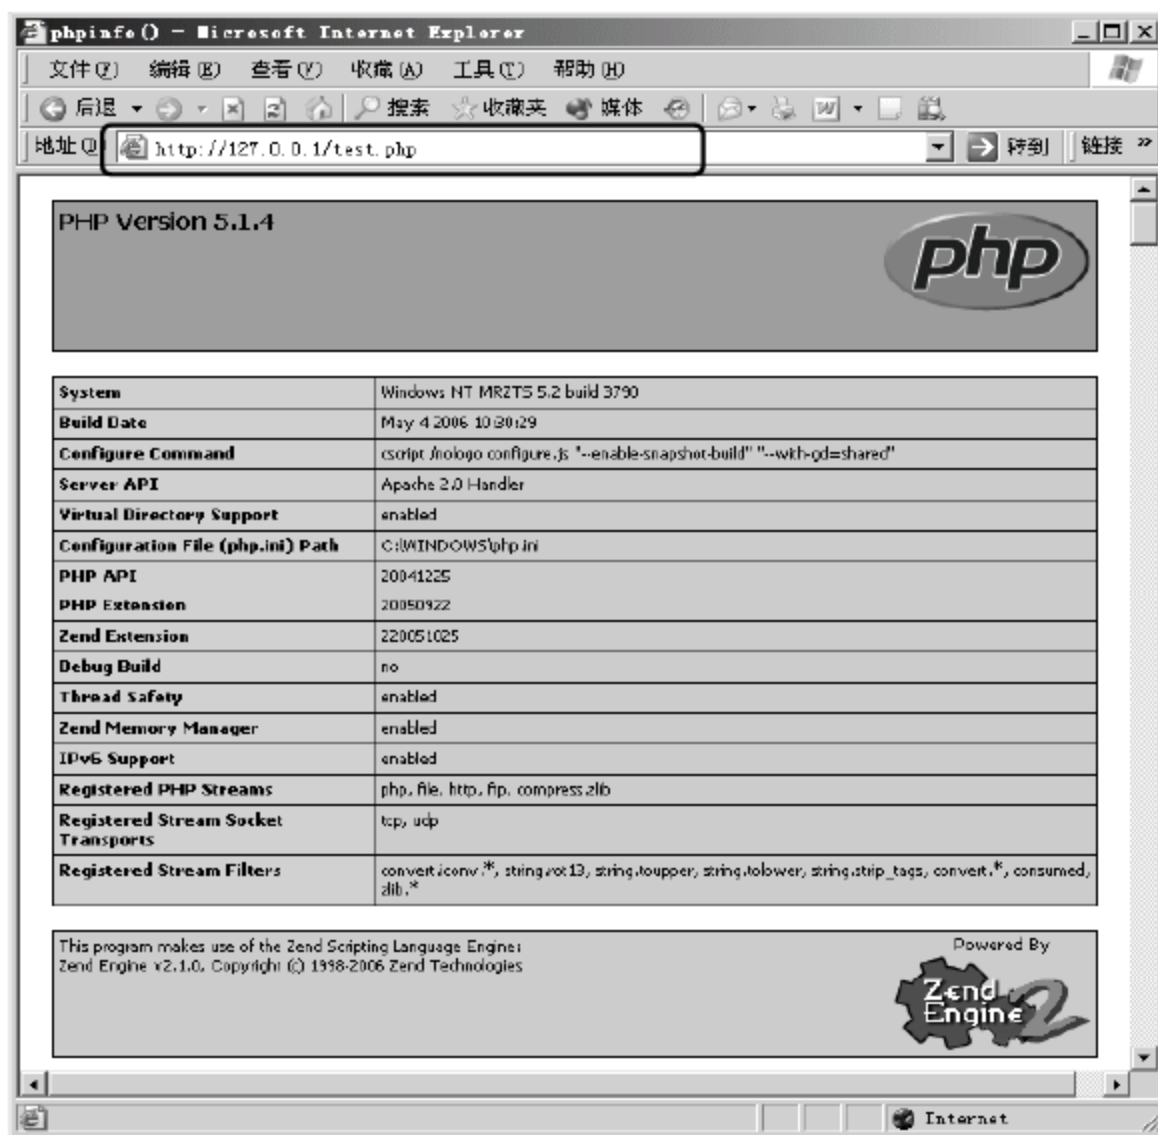 phpinfo() - Microsoft Internet Explorer
文件(F) 编辑(E) 查看(V) 收藏(A) 工具(T) 帮助(H)
后退 搜索 收藏夹 媒体
地址(D) http://127.0.0.1/test.php 转到 链接 »
PHP Version 5.1.4
php
System Windows NT MRZTS 5.2 build 3790
Build Date May 4 2006 10:30:29
Configure Command cscript /nologo configure.js "--enable-snapshot-build" "--with-gd=shared"
Server API Apache 2.0 Handler
Virtual Directory Support enabled
Configuration File (php.ini) Path C:\WINDOWS\php.ini
PHP API 20041225
PHP Extension 20050922
Zend Extension 220051025
Debug Build no
Thread Safety enabled
Zend Memory Manager enabled
IPv6 Support enabled
Registered PHP Streams php, file, http, ftp, compress.zlib
Registered Stream Socket Transports tcp, udp
Registered Stream Filters convert.iconv.*, string.rot13, string.toupper, string.tolower, string.strip_tags, convert.*, consumed,
zlib.*
This program makes use of the Zend Scripting Language Engine:
Zend Engine v2.1.0, Copyright (c) 1998-2006 Zend Technologies
Powered By
Zend
Engine 2
Internet